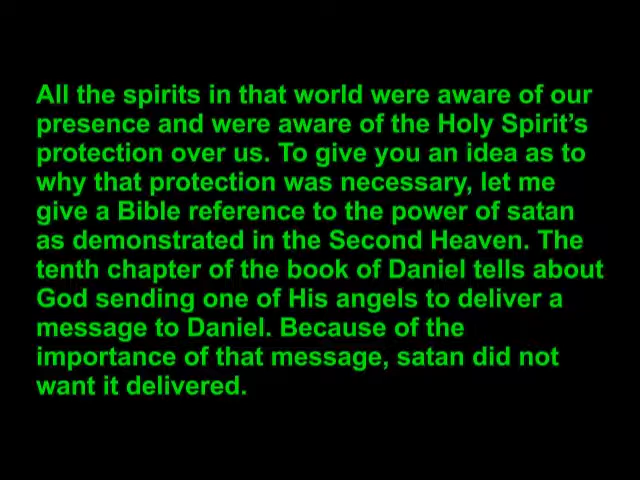 All the spirits in that world were aware of our
presence and were aware of the Holy Spirit’s
protection over us. To give you an idea as to
why that protection was necessary, let me
give a Bible reference to the power of satan
as demonstrated in the Second Heaven. The
tenth chapter of the book of Daniel tells about
God sending one of His angels to deliver a
message to Daniel. Because of the
importance of that message, satan did not
want it delivered.